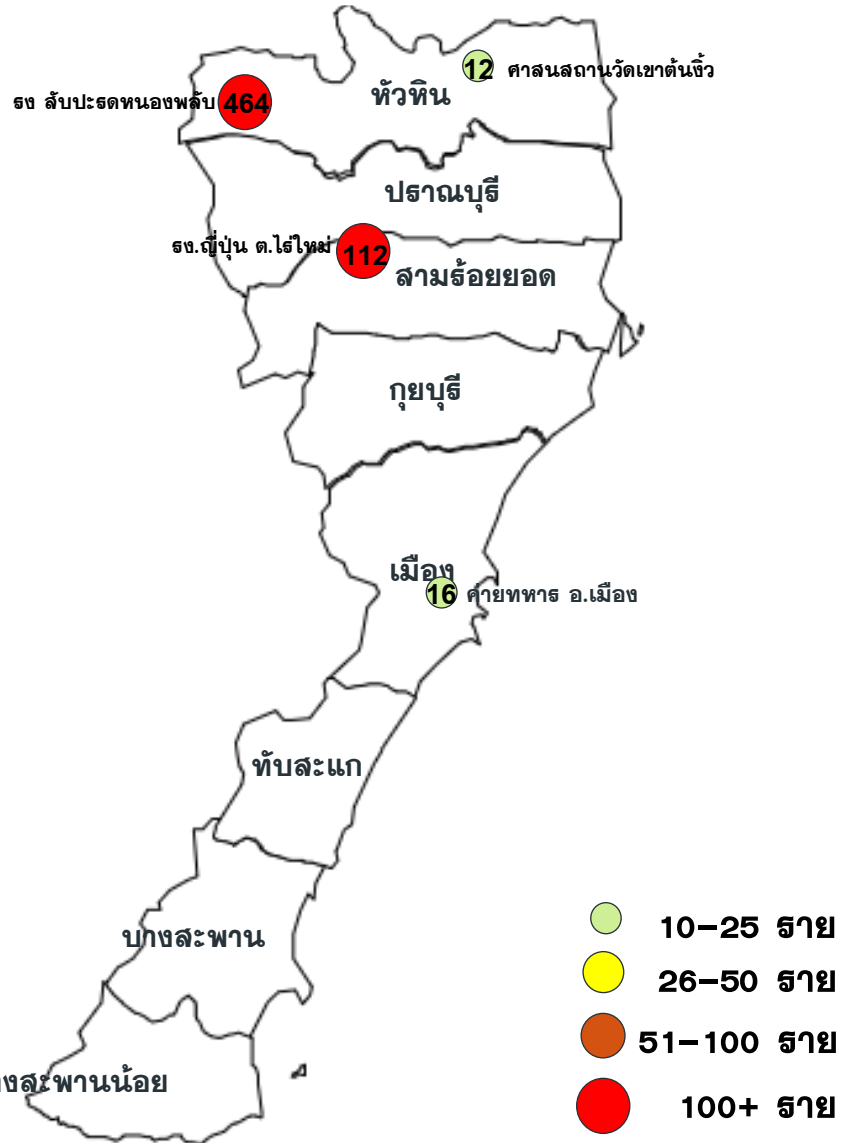 12 ศาสนสถานวัดเขาต้นงิ้ว
หัวหิน
รง สับปะรดหนองพลับ 464
ปราณบุรี
รง.ญี่ปุ่น ต.ไร่ใหม่ 112
สามร้อยยอด
กุยบุรี
เมือง
16 ค่ายทหาร อ.เมือง
ทับสะแก
บางสะพาน
งสะพานน้อย
10-25 ราย
26-50 ราย
51-100 ราย
100+ ราย